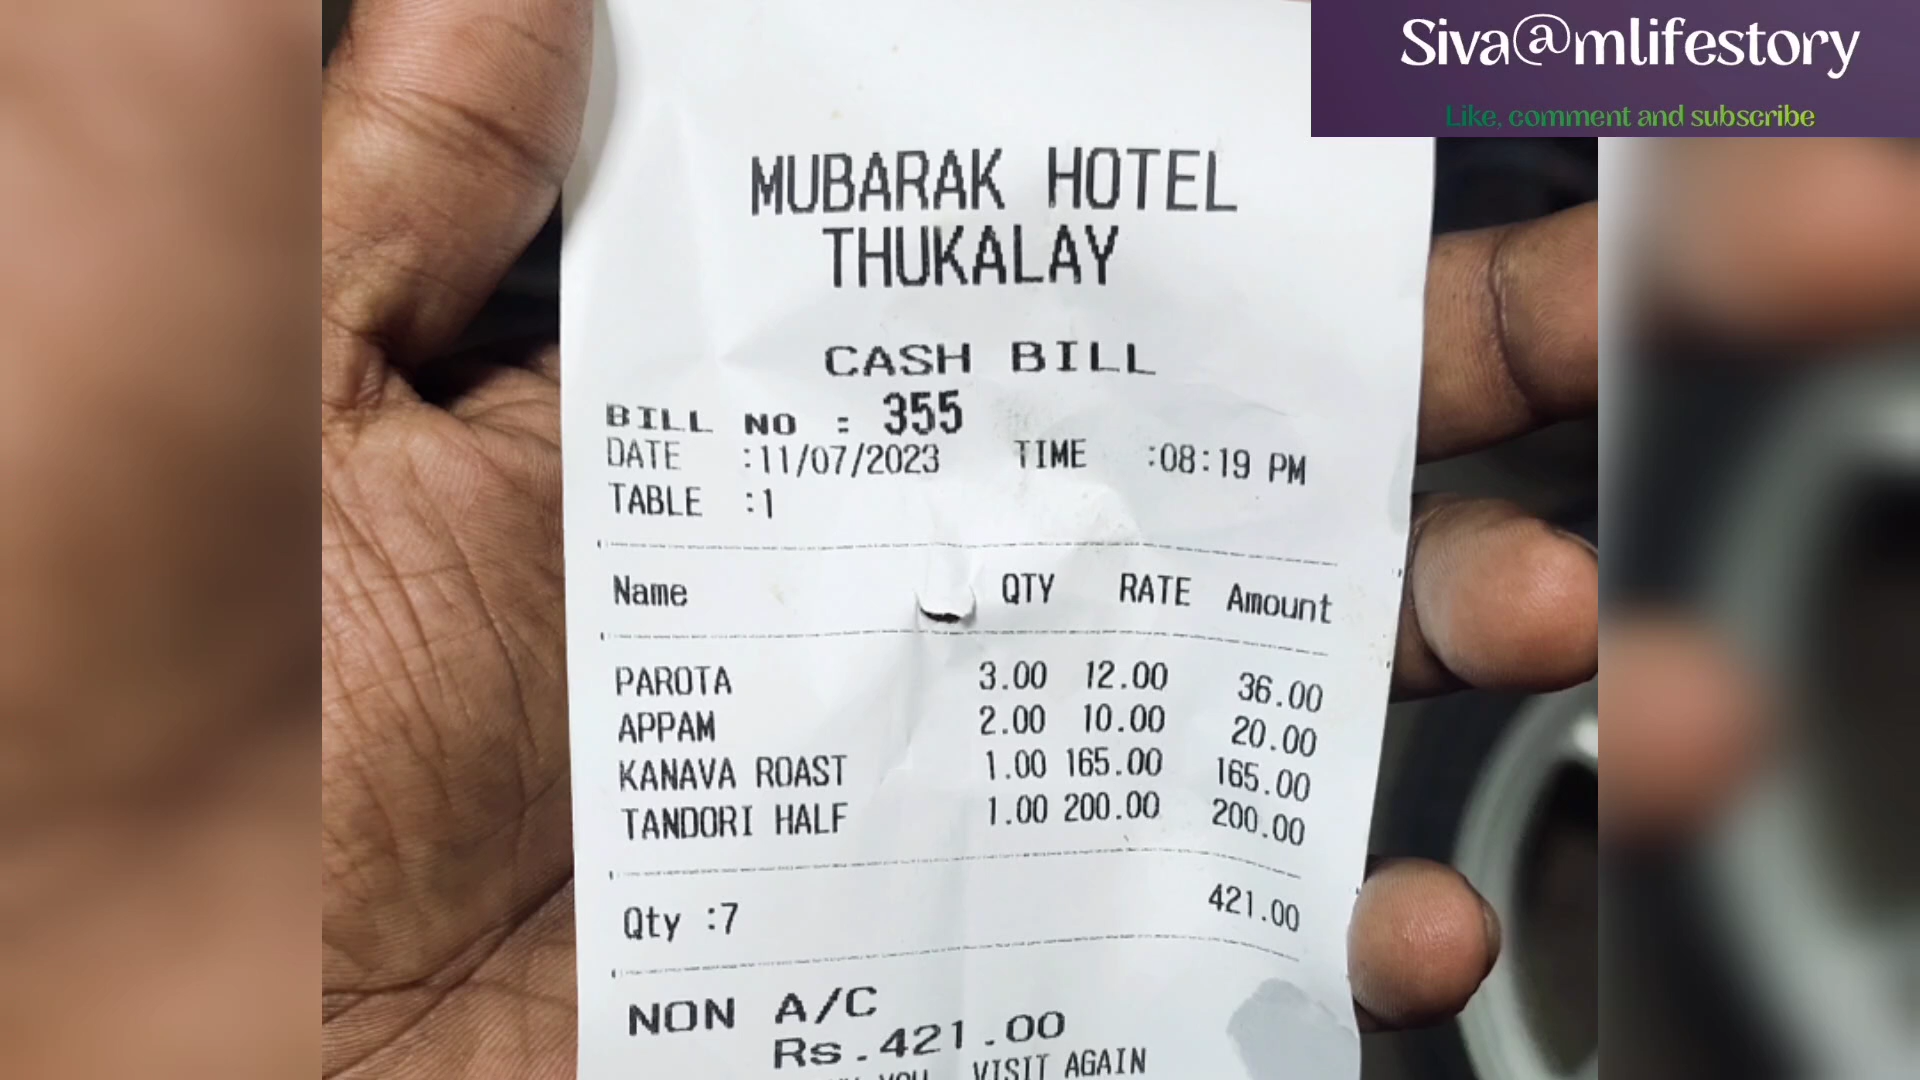 Siva@mlifestory
Like, comment and subscribe
MUBARAK HOTEL
THUKALAY
CASH BILL
BILL NO : 355
DATE :11/07/2023 TIME :08:19 PM
TABLE :1
Name QTY RATE Amount
PAROTA 3.00 12.00 36.00
APPAM 2.00 10.00 20.00
KANAVA ROAST 1.00 165.00 165.00
TANDORI HALF 1.00 200.00 200.00
Qty :7 421.00
NON A/C
Rs.421.00
VISIT AGAIN